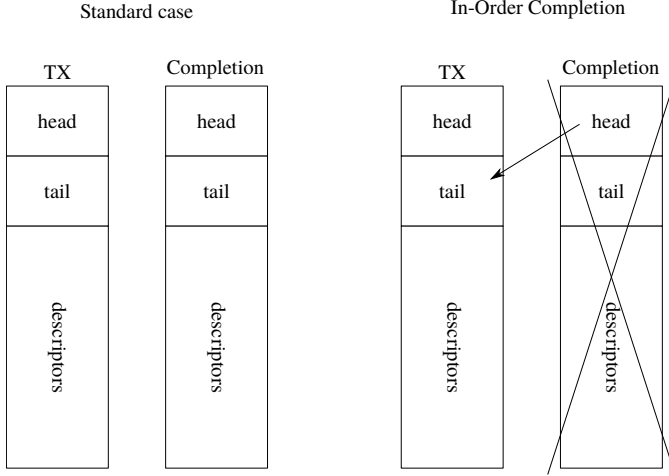 Standard case
In-Order Completion
TX
Completion
TX
Completion
head
head
head
head
tail
tail
tail
tail
descriptors
descriptors
descriptors
descriptors